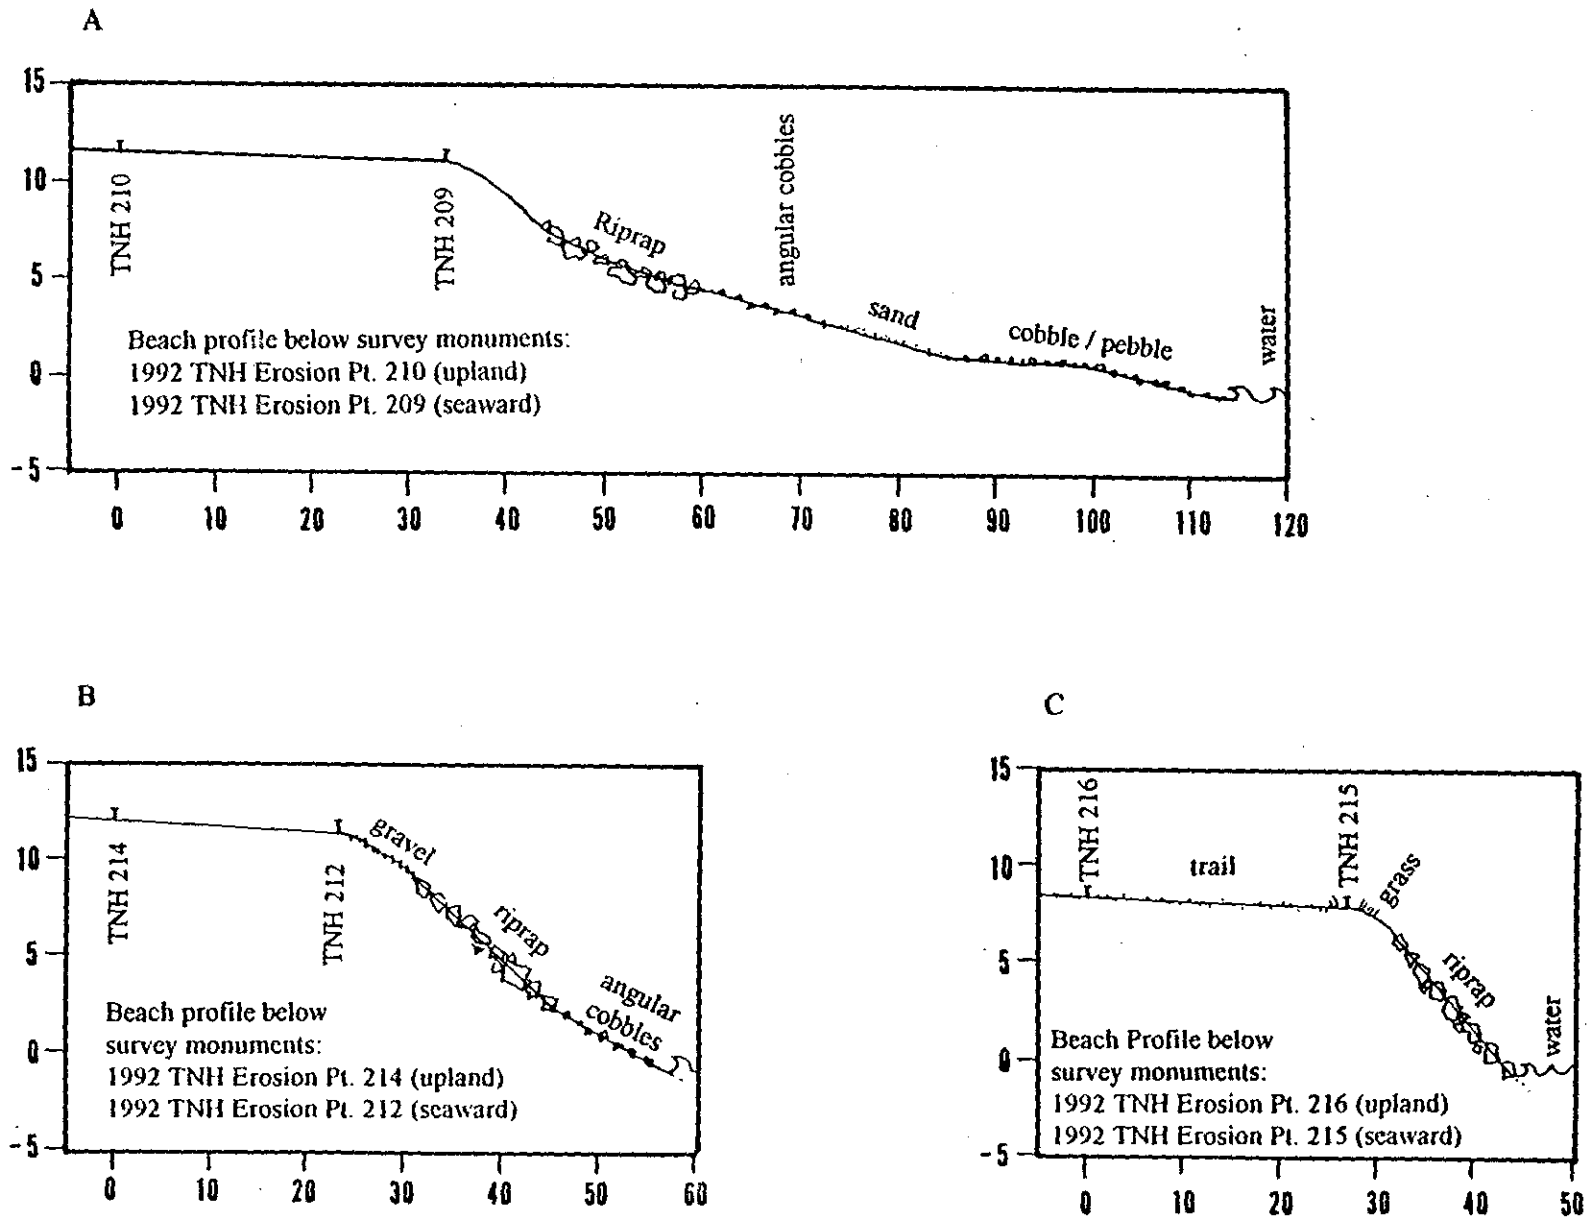 A
15
10
5
0
-5
TNH 210
TNH 209
Riprap
angular cobbles
sand
cobble / pebble
water
Beach profile below survey monuments:
1992 TNH Erosion Pt. 210 (upland)
1992 TNH Erosion Pt. 209 (seaward)
0 10 20 30 40 50 60 70 80 90 100 110 120
B
15
10
5
0
-5
TNH 214
TNH 212
gravel
riprap
angular
cobbles
Beach profile below
survey monuments:
1992 TNH Erosion Pt. 214 (upland)
1992 TNH Erosion Pt. 212 (seaward)
0 10 20 30 40 50 60
C
15
10
5
0
-5
TNH 216
trail
TNH 215
grass
riprap
water
Beach Profile below
survey monuments:
1992 TNH Erosion Pt. 216 (upland)
1992 TNH Erosion Pt. 215 (seaward)
0 10 20 30 40 50